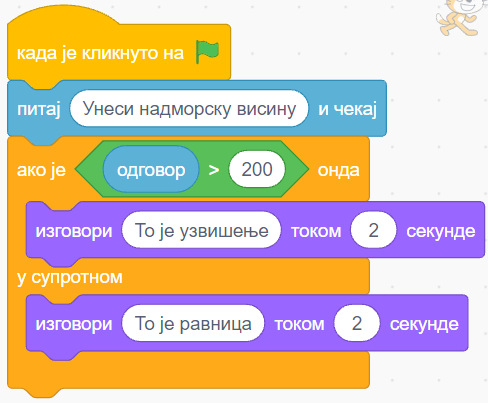 када је кликнуто на
питај Унеси надморску висину и чекај
ако је одговор > 200 онда
изговори То је узвишење током 2 секунде
у супротном
изговори То је равница током 2 секунде